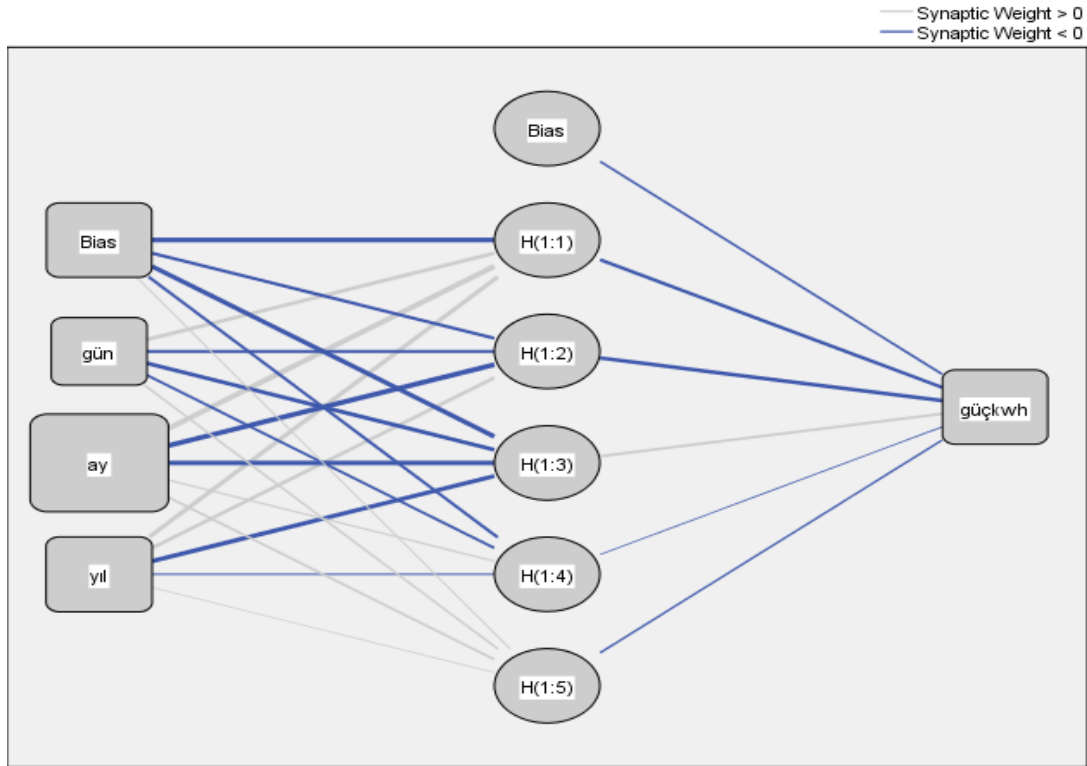 Synaptic Weight > 0
Synaptic Weight < 0
Bias
Bias
H(1:1)
gün
H(1:2)
güçkwh
ay
H(1:3)
yıl
H(1:4)
H(1:5)